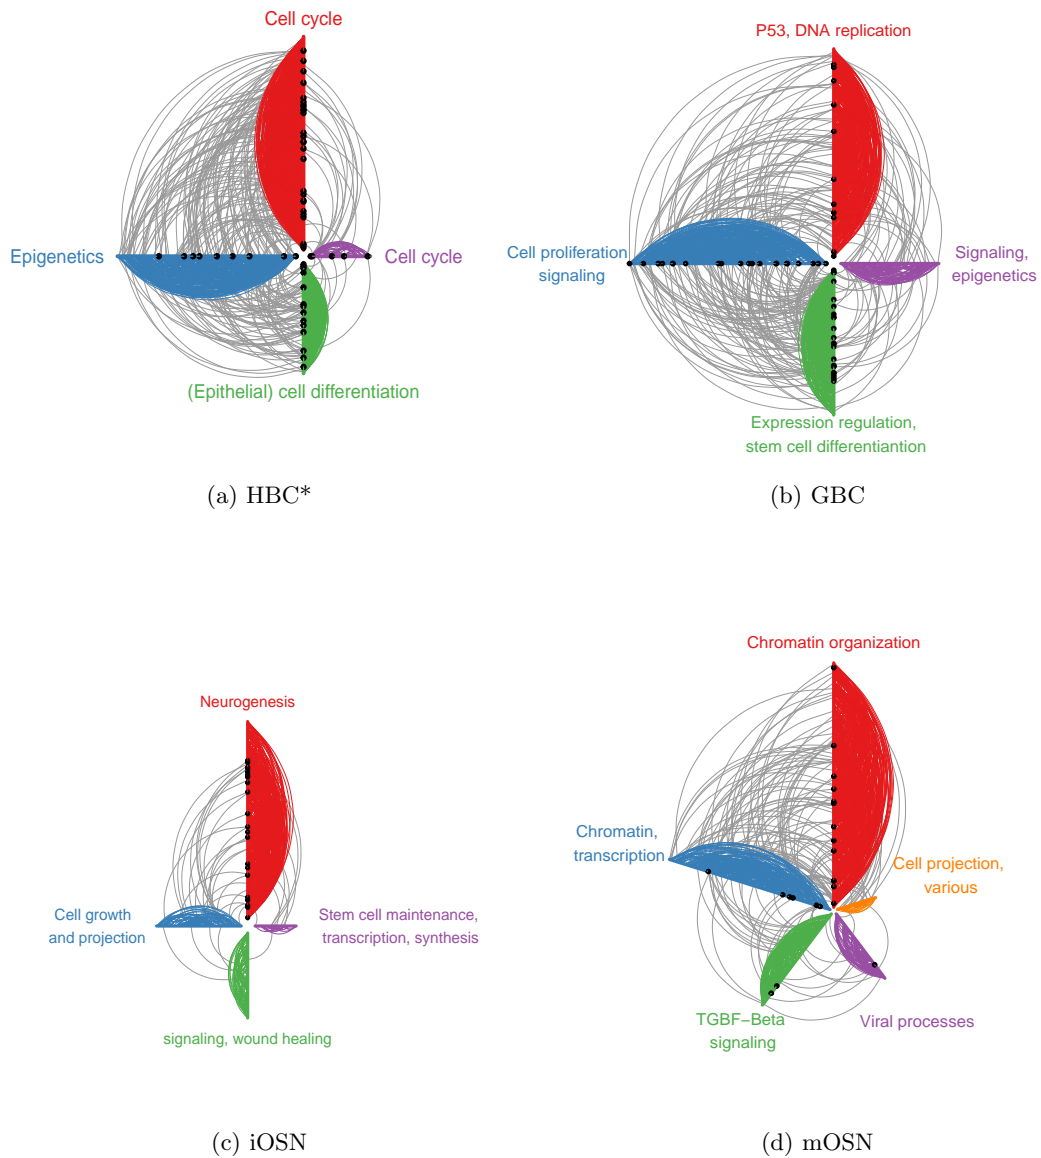 Cell cycle
Epigenetics
Cell cycle
(Epithelial) cell differentiation
(a) HBC*
P53, DNA replication
Cell proliferation
signaling
Signaling,
epigenetics
Expression regulation,
stem cell differentiantion
(b) GBC
Neurogenesis
Cell growth
and projection
Stem cell maintenance,
transcription, synthesis
signaling, wound healing
(c) iOSN
Chromatin organization
Chromatin,
transcription
Cell projection,
various
TGBF−Beta
signaling
Viral processes
(d) mOSN